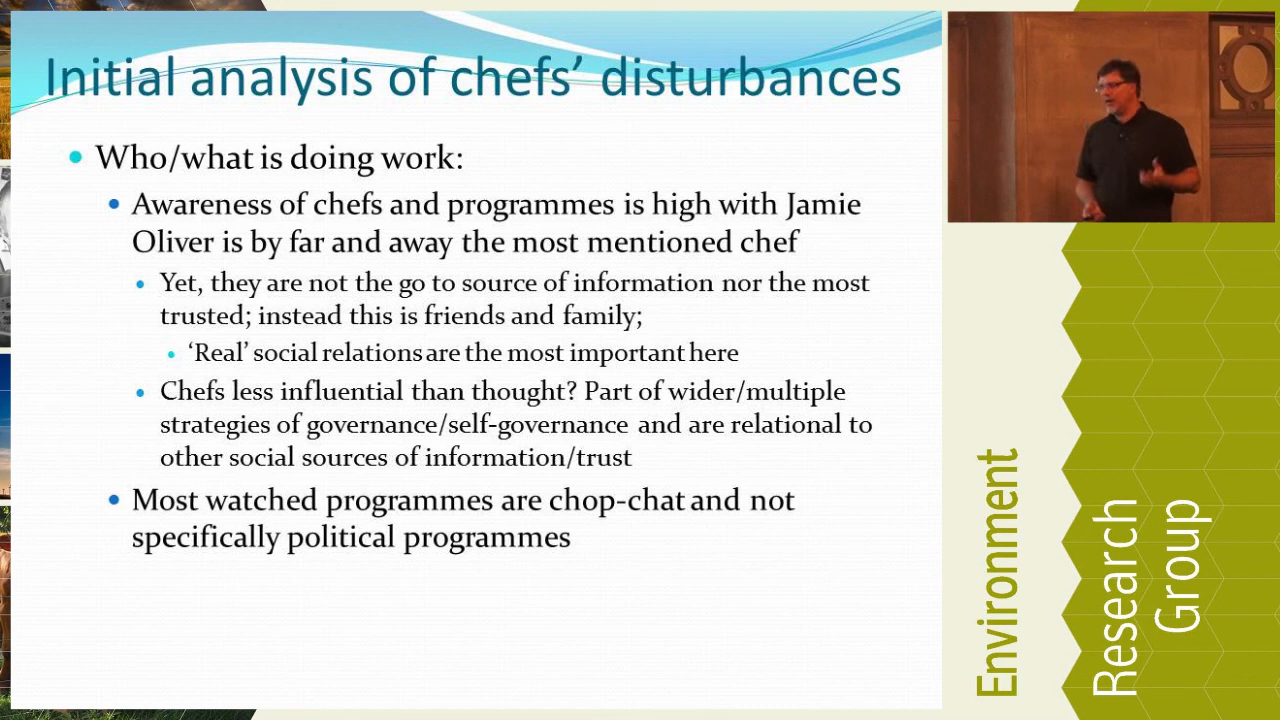 Initial analysis of chefs’ disturbances
Who/what is doing work:
Awareness of chefs and programmes is high with Jamie
Oliver is by far and away the most mentioned chef
Yet, they are not the go to source of information nor the most
trusted; instead this is friends and family;
‘Real’ social relations are the most important here
Chefs less influential than thought? Part of wider/multiple
strategies of governance/self-governance and are relational to
other social sources of information/trust
Most watched programmes are chop-chat and not
specifically political programmes
Environment
Research
Group